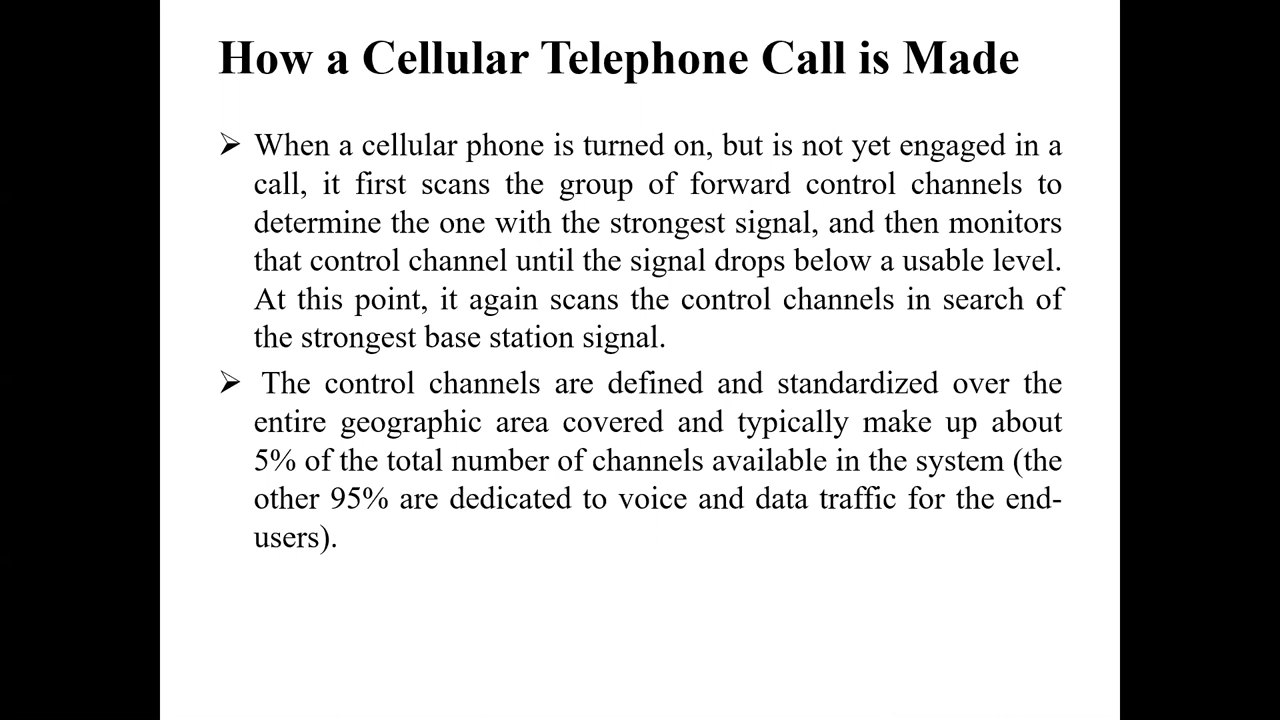 How a Cellular Telephone Call is Made
➢ When a cellular phone is turned on, but is not yet engaged in a
call, it first scans the group of forward control channels to
determine the one with the strongest signal, and then monitors
that control channel until the signal drops below a usable level.
At this point, it again scans the control channels in search of
the strongest base station signal.
➢ The control channels are defined and standardized over the
entire geographic area covered and typically make up about
5% of the total number of channels available in the system (the
other 95% are dedicated to voice and data traffic for the end-
users).